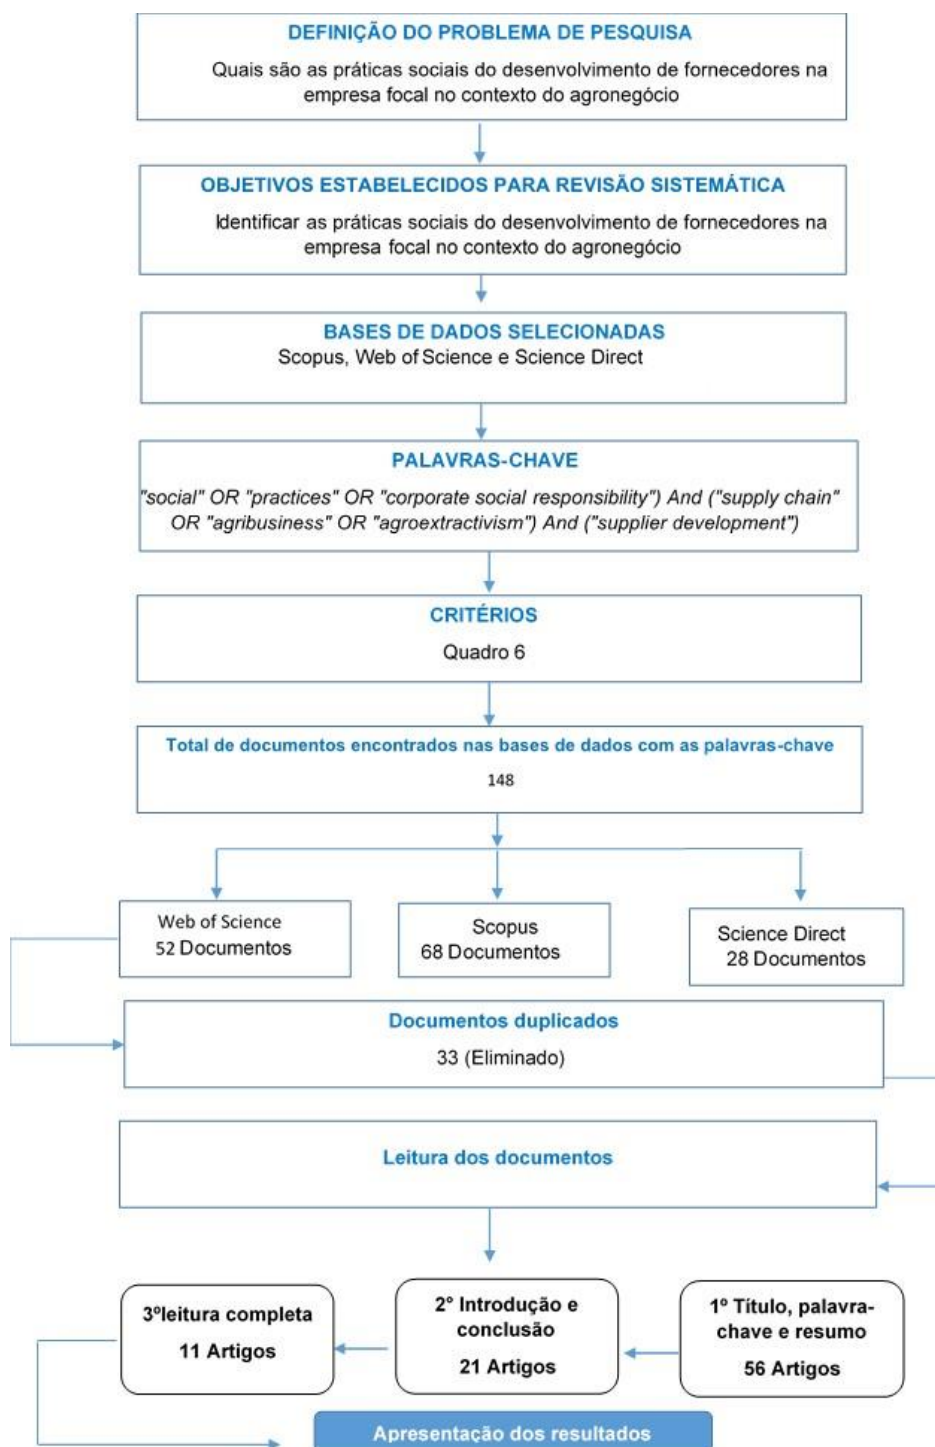 DEFINIÇÃO DO PROBLEMA DE PESQUISA
Quais são as práticas sociais do desenvolvimento de fornecedores na
empresa focal no contexto do agronegócio
OBJETIVOS ESTABELECIDOS PARA REVISÃO SISTEMÁTICA
Identificar as práticas sociais do desenvolvimento de fornecedores na
empresa focal no contexto do agronegócio
BASES DE DADOS SELECIONADAS
Scopus, Web of Science e Science Direct
PALAVRAS-CHAVE
"social" OR "practices" OR "corporate social responsibility") And ("supply chain"
OR "agribusiness" OR "agroextractivism") And ("supplier development")
CRITÉRIOS
Quadro 6
Total de documentos encontrados nas bases de dados com as palavras-chave
148
Web of Science
52 Documentos
Scopus
68 Documentos
Science Direct
28 Documentos
Documentos duplicados
33 (Eliminado)
Leitura dos documentos
3ºleitura completa
11 Artigos
2° Introdução e
conclusão
21 Artigos
1º Título, palavra-
chave e resumo
56 Artigos
Apresentação dos resultados